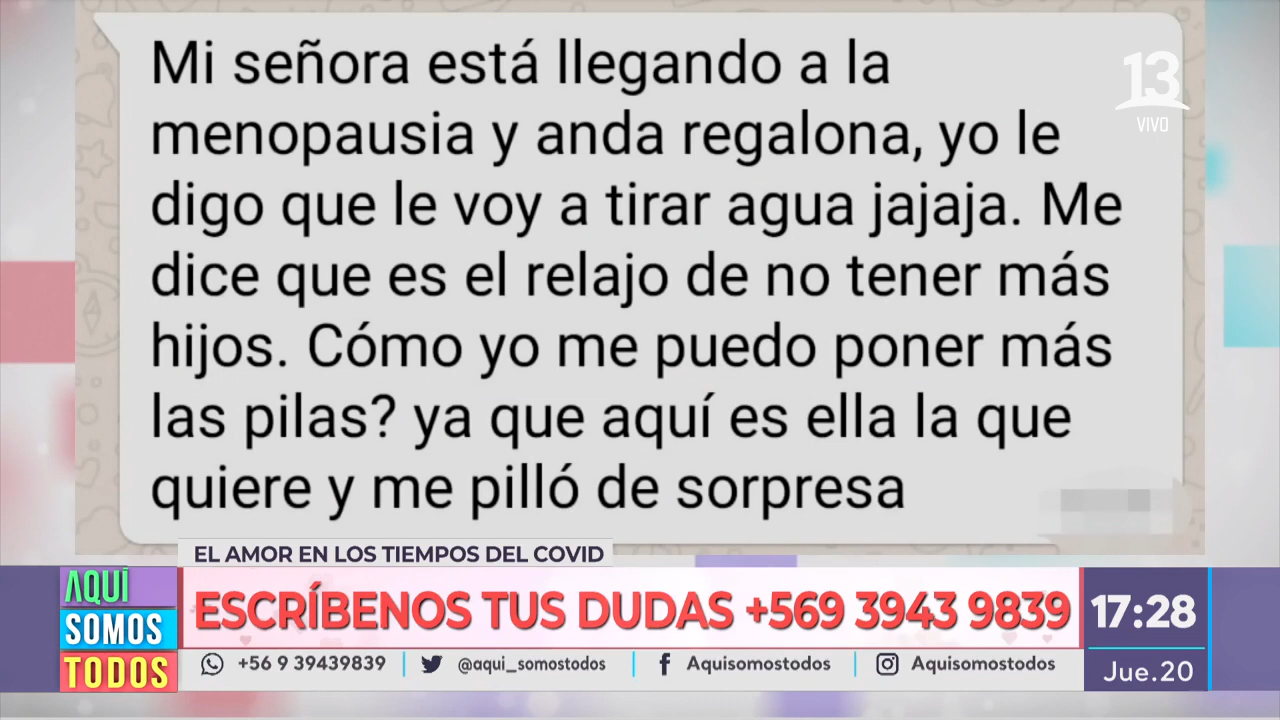 Mi señora está llegando a la
menopausia y anda regalona, yo le
digo que le voy a tirar agua jajaja. Me
dice que es el relajo de no tener más
hijos. Cómo yo me puedo poner más
las pilas? ya que aquí es ella la que
quiere y me pilló de sorpresa
13
VIVO
EL AMOR EN LOS TIEMPOS DEL COVID
AQUÍ
SOMOS
TODOS
ESCRÍBENOS TUS DUDAS +569 3943 9839
17:28
+56 9 39439839 @aqui_somostodos Aquisomostodos Aquisomostodos
Jue.20